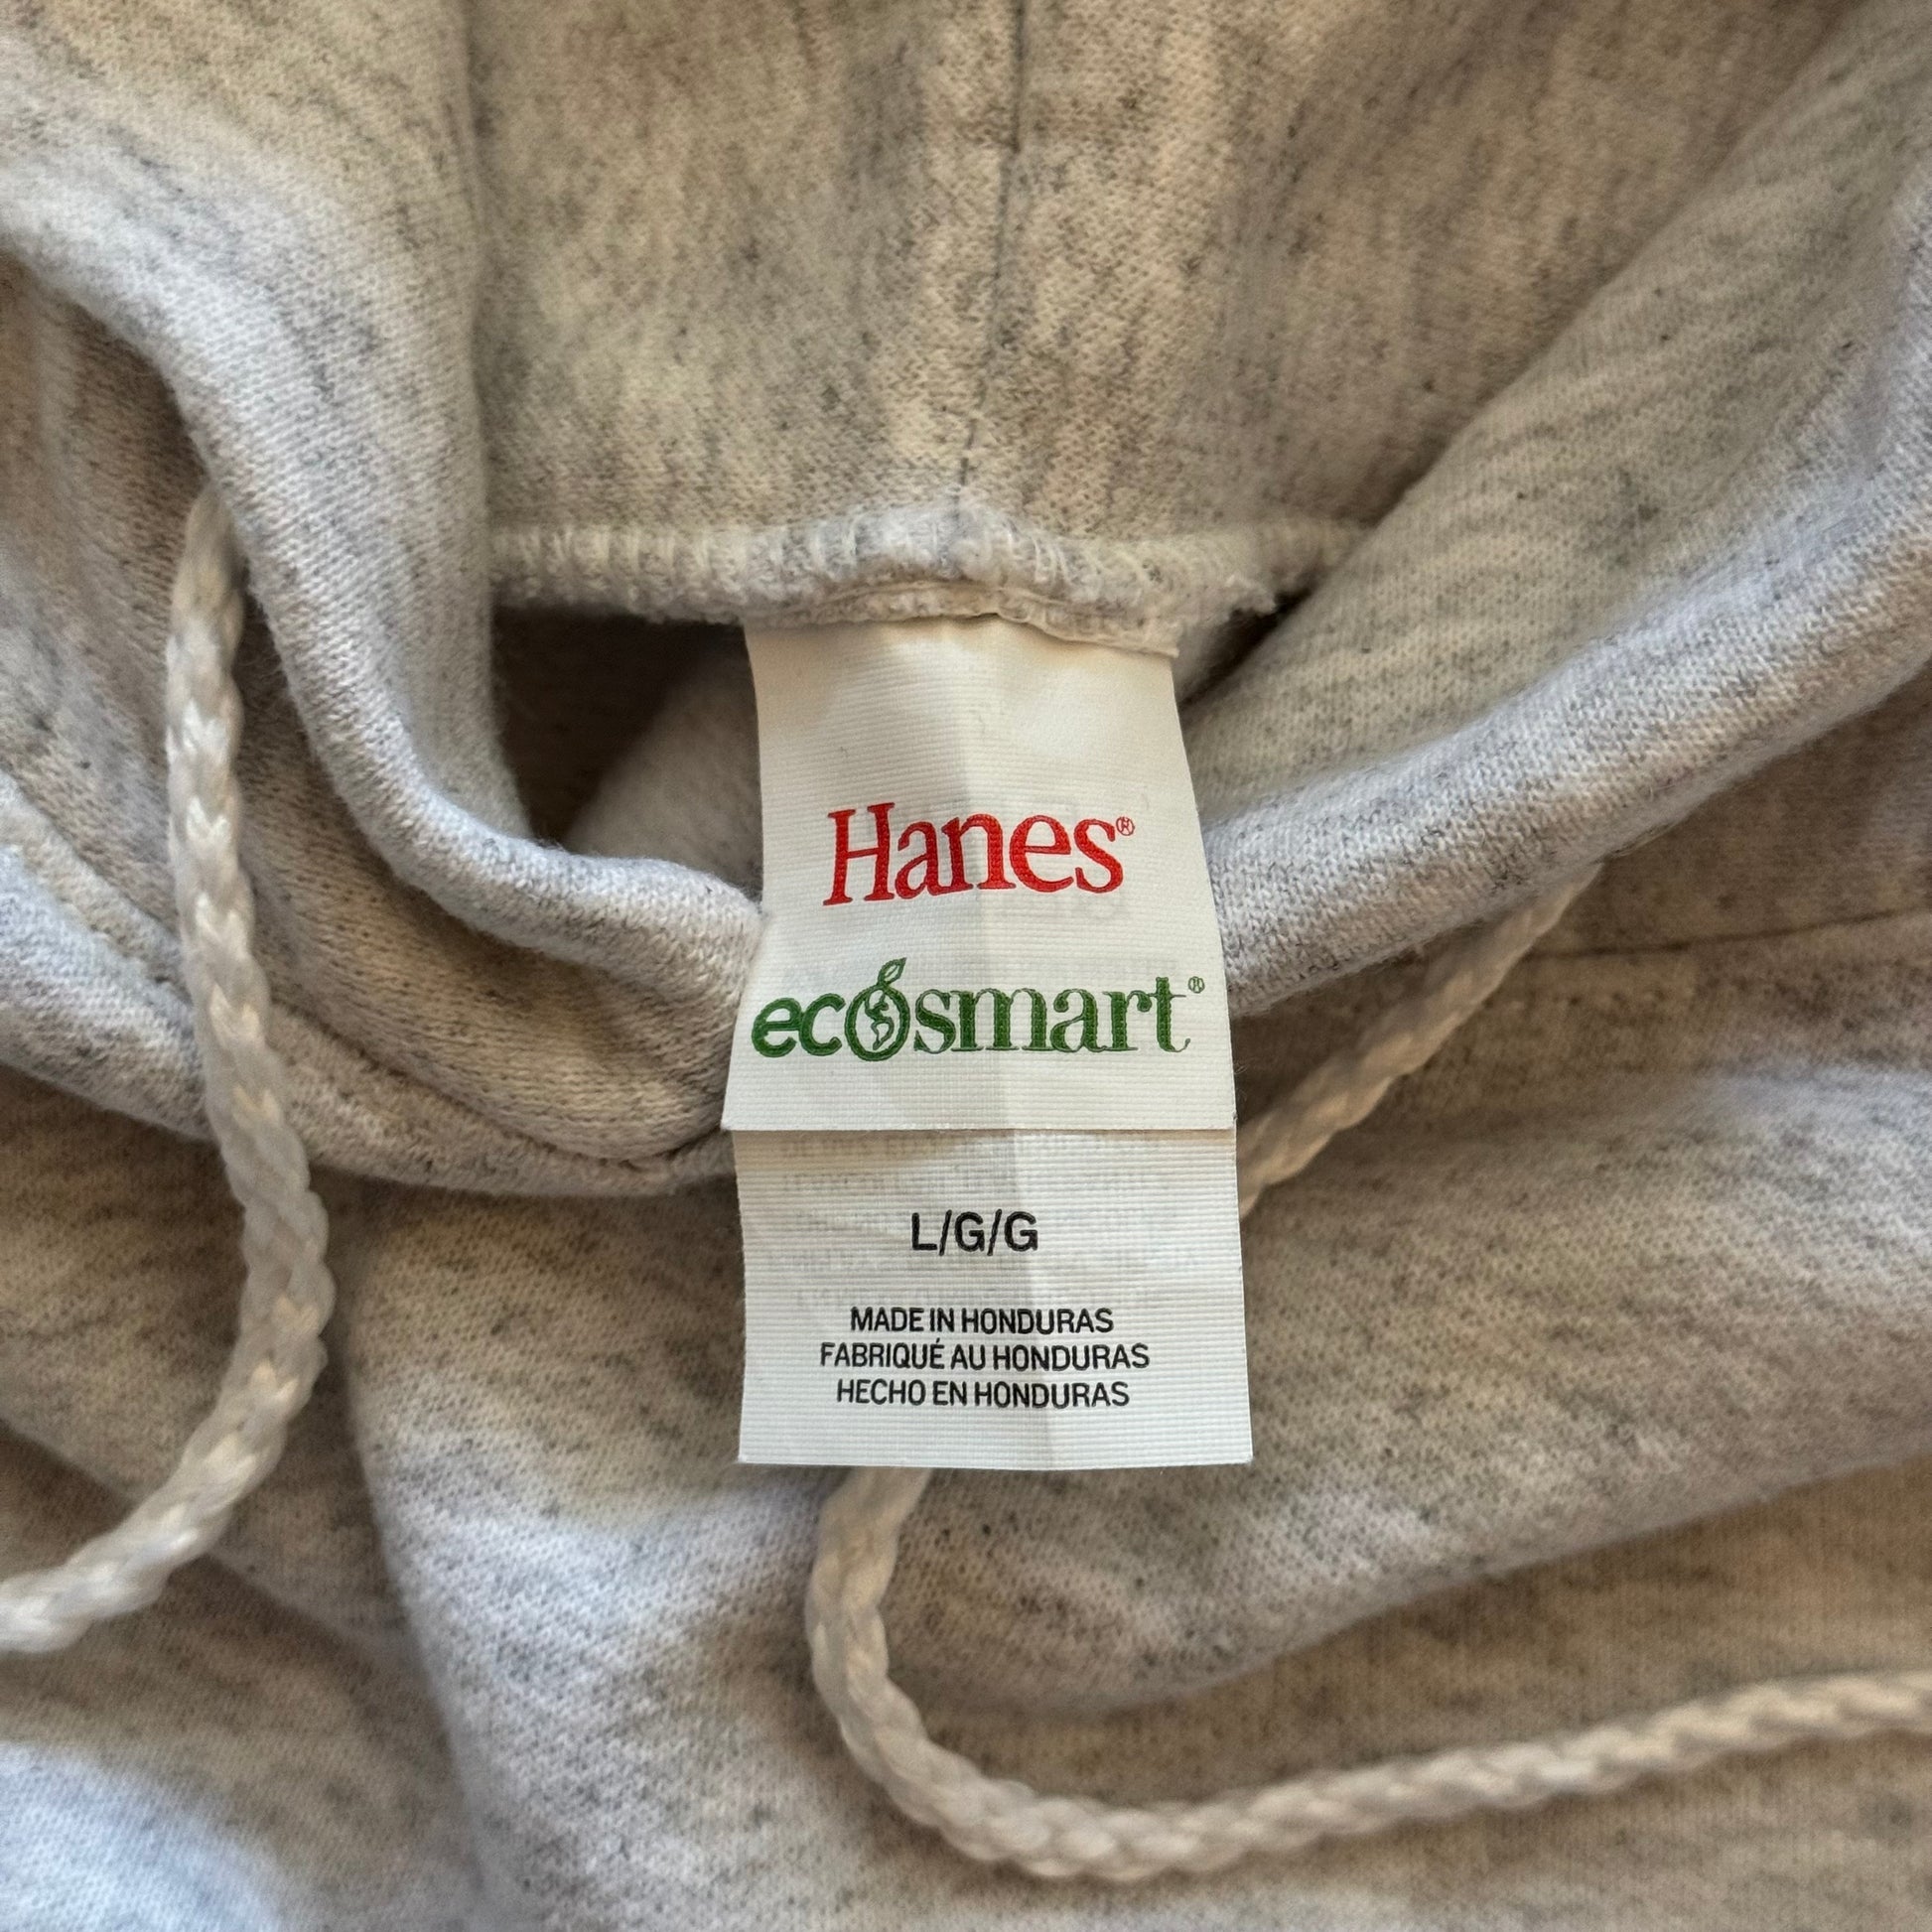 Hanes®
ecosmart®
L/G/G
MADE IN HONDURAS
FABRIQUÉ AU HONDURAS
HECHO EN HONDURAS